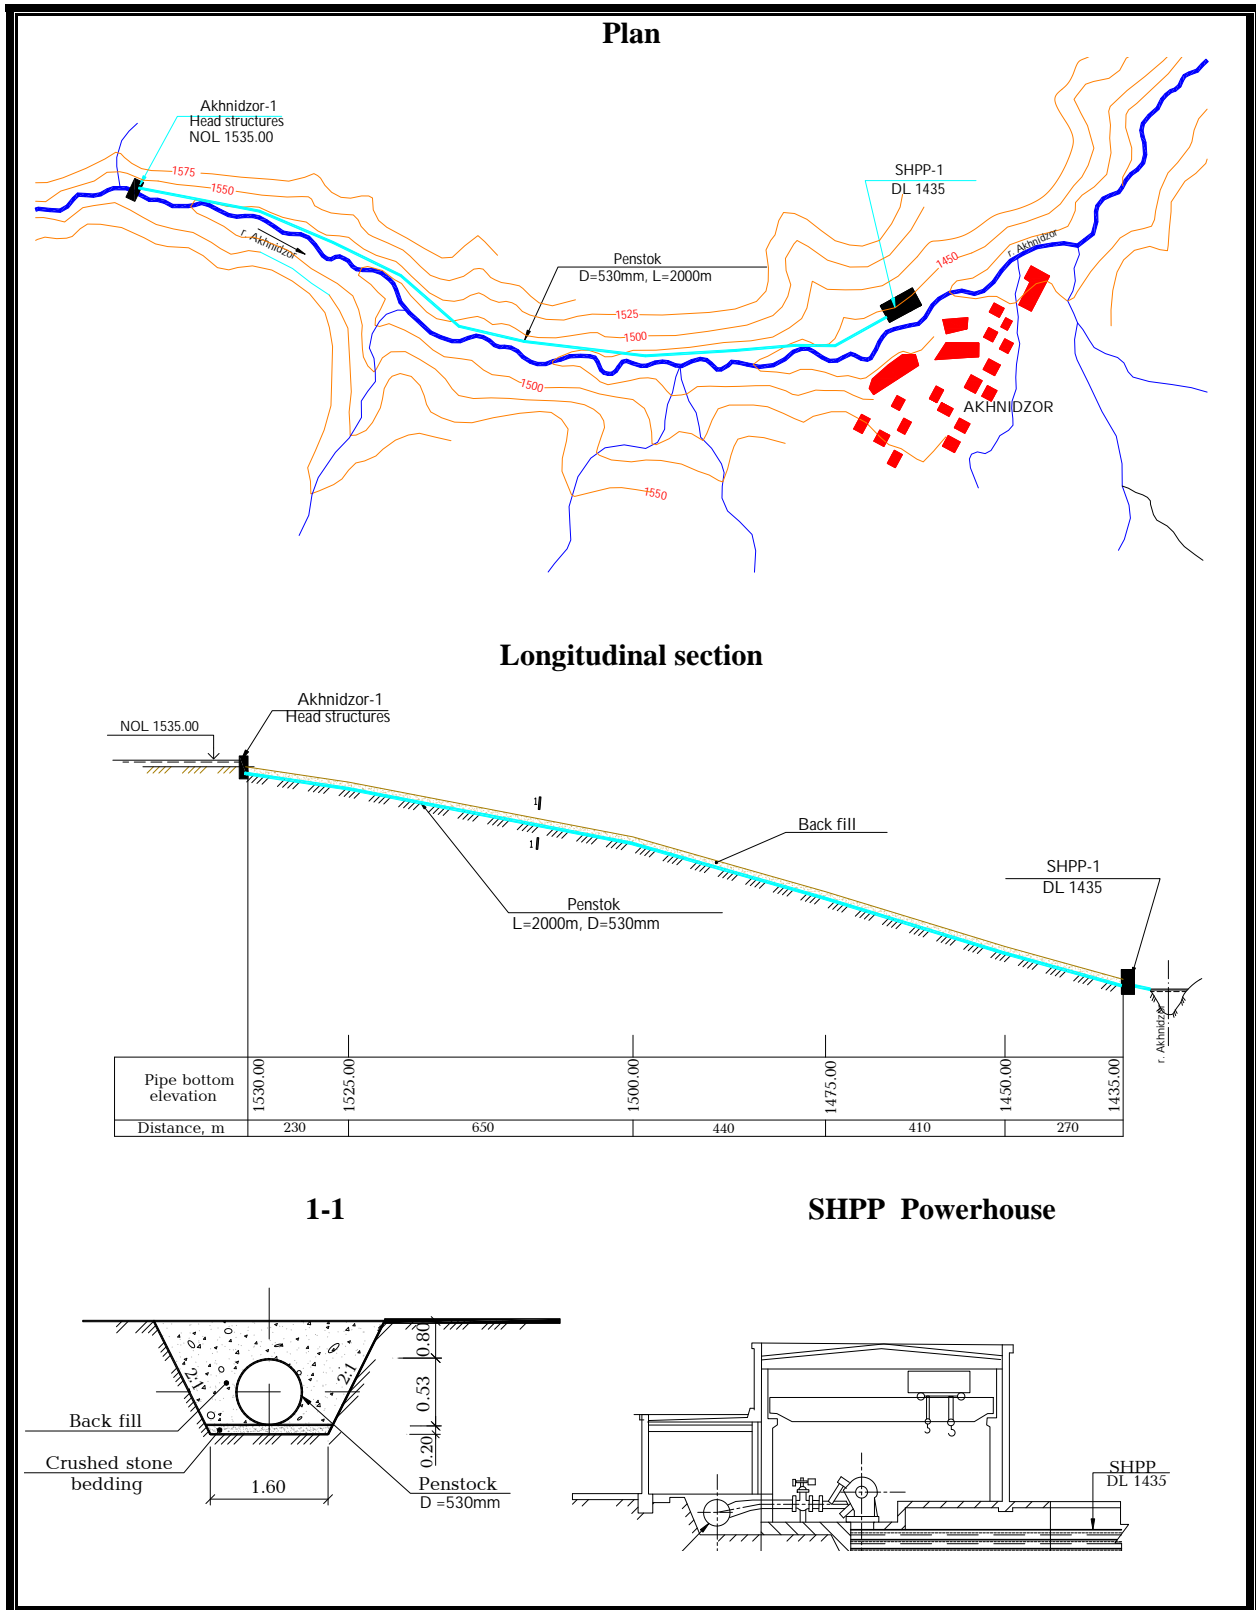 Plan
Akhnidzor-1
Head structures
NOL 1535.00
1575
1550
SHPP-1
DL 1435
r. Akhnidzor
r. Akhnidzor
1450
Penstok
D=530mm, L=2000m
1525
1500
1500
AKHNIDZOR
1550
Longitudinal section
Akhnidzor-1
Head structures
NOL 1535.00
1
1
Back fill
SHPP-1
DL 1435
Penstok
L=2000m, D=530mm
r. Akhnidzor
Pipe bottom
elevation
1530.00
1525.00
1500.00
1475.00
1450.00
1435.00
Distance, m
230
650
440
410
270
1-1
SHPP Powerhouse
0.80
2:1
2:1
0.53
Back fill
0.20
Crushed stone
bedding
1.60
Penstock
D =530mm
SHPP
DL 1435